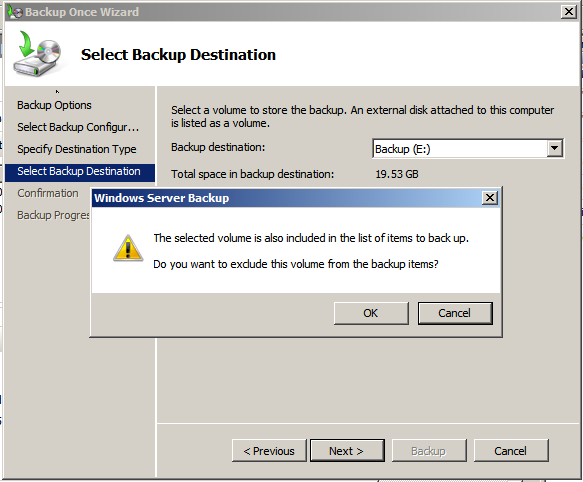 Backup Once Wizard
Select Backup Destination
Backup Options
Select Backup Configur...
Specify Destination Type
Select Backup Destination
Confirmation
Backup Progres
Select a volume to store the backup. An external disk attached to this computer
is listed as a volume.
Backup destination:
Backup (E:)
Total space in backup destination:
19.53 GB
Windows Server Backup
The selected volume is also included in the list of items to back up.
Do you want to exclude this volume from the backup items?
OK
Cancel
< Previous
Next >
Backup
Cancel